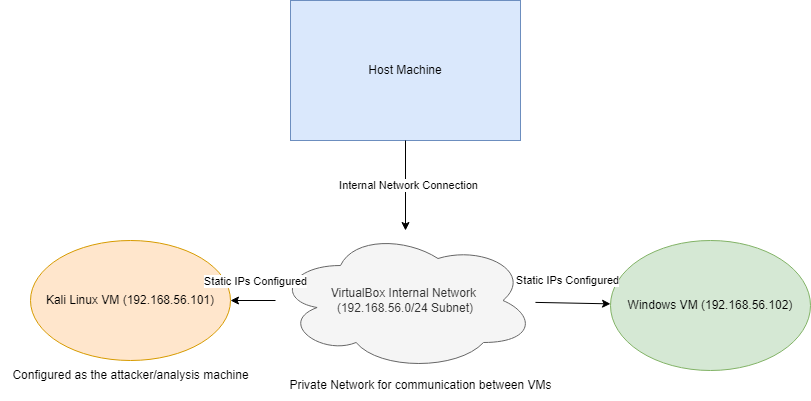 Host Machine
Internal Network Connection
Static IPs Configured
Static IPs Configured
Kali Linux VM (192.168.56.101)
VirtualBox Internal Network
(192.168.56.0/24 Subnet)
Windows VM (192.168.56.102)
Configured as the attacker/analysis machine
Private Network for communication between VMs